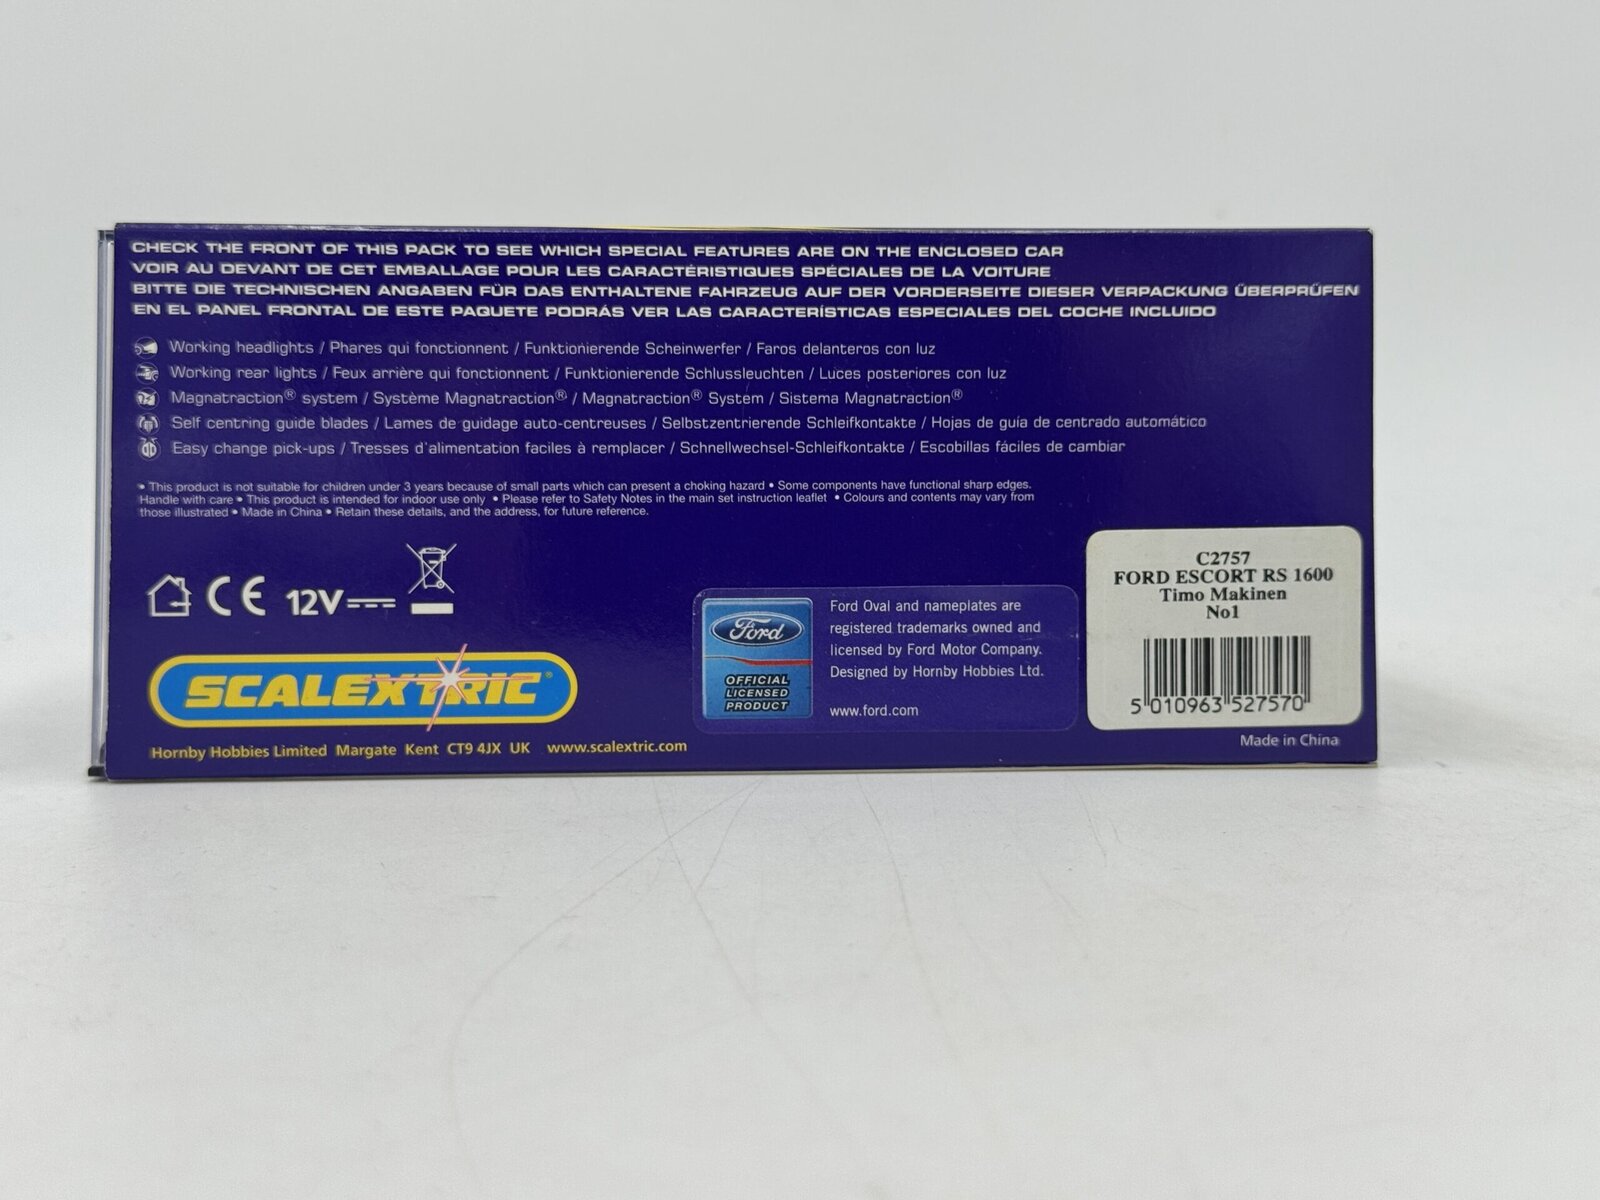 CHECK THE FRONT OF THIS PACK TO SEE WHICH SPECIAL FEATURES ARE ON THE ENCLOSED CAR
VOIR AU DEVANT DE CET EMBALLAGE POUR LES CARACTÉRISTIQUES SPÉCIALES DE LA VOITURE
BITTE DIE TECHNISCHEN ANGABEN FÜR DAS ENTHALTENE FAHRZEUG AUF DER VORDERSEITE DIESER VERPACKUNG ÜBERPRÜFEN
EN EL PANEL FRONTAL DE ESTE PAQUETE PODRÁS VER LAS CARACTERÍSTICAS ESPECIALES DEL COCHE INCLUIDO
Working headlights / Phares qui fonctionnent / Funktionierende Scheinwerfer / Faros delanteros con luz
Working rear lights / Feux arrière qui fonctionnent / Funktionierende Schlussleuchten / Luces posteriores con luz
Magnatraction® system / Système Magnatraction® / Magnatraction® System / Sistema Magnatraction®
Self centring guide blades / Lames de guidage auto-centreuses / Selbstzentrierende Schleifkontakte / Hojas de guía de centrado automático
Easy change pick-ups / Tresses d'alimentation faciles à remplacer / Schnellwechsel-Schleifkontakte / Escobillas fáciles de cambiar
• This product is not suitable for children under 3 years because of small parts which can present a choking hazard • Some components have functional sharp edges.
Handle with care • This product is intended for indoor use only • Please refer to Safety Notes in the main set instruction leaflet • Colours and contents may vary from
those illustrated • Made in China • Retain these details, and the address, for future reference.
CE 12V
SCALEXTRIC®
Hornby Hobbies Limited Margate Kent CT9 4JX UK www.scalextric.com
Ford
OFFICIAL
LICENSED
PRODUCT
Ford Oval and nameplates are
registered trademarks owned and
licensed by Ford Motor Company.
Designed by Hornby Hobbies Ltd.
www.ford.com
C2757
FORD ESCORT RS 1600
Timo Makinen
No1
5 010963 527570
Made in China